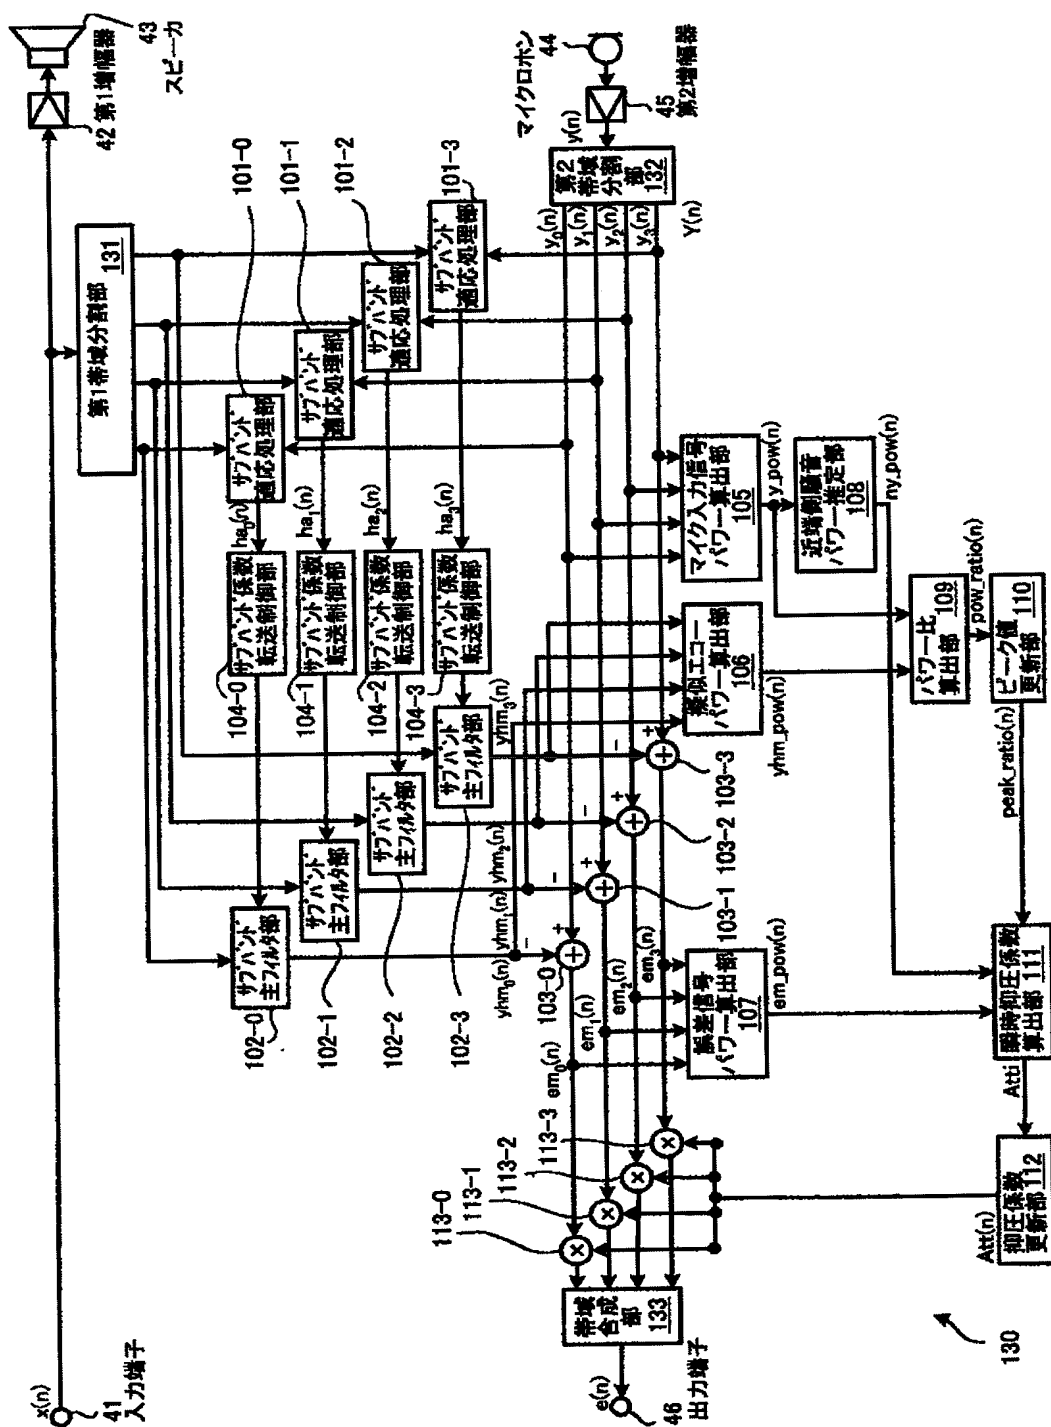 x(n)
41
入力端子
42 第1増幅器
43
スピーカ
第1帯域分割部 131
マイクロホン
44
45
第2増幅器
y(n)
第2
帯域
分割
部
132
y0(n)
y1(n)
y2(n)
y3(n)
Y(n)
101-0
101-1
101-2
101-3
サブバンド
適応処理部
サブバンド
適応処理部
サブバンド
適応処理部
サブバンド
適応処理部
ha0(n)
ha1(n)
ha2(n)
ha3(n)
サブバンド係数
転送制御部
サブバンド係数
転送制御部
サブバンド係数
転送制御部
サブバンド係数
転送制御部
104-0
104-1
104-2
104-3
サブバンド
主フィルタ部
サブバンド
主フィルタ部
サブバンド
主フィルタ部
サブバンド
主フィルタ部
102-0
102-1
102-2
102-3
yhm0(n)
yhm1(n)
yhm2(n)
yhm3(n)
103-0
103-1
103-2
103-3
マイク入力信号
パワー算出部
105
y_pow(n)
近端側騒音
パワー推定部
108
ny_pow(n)
擬似エコー
パワー算出部
106
yhm_pow(n)
パワー比
算出部 109
pow_ratio(n)
ピーク値
更新部 110
peak_ratio(n)
em0(n)
em1(n)
em2(n)
em3(n)
誤差信号
パワー算出部
107
em_pow(n)
瞬時抑圧係数
算出部 111
Atti
抑圧係数
更新部 112
Att(n)
113-0
113-1
113-2
113-3
帯域
合成
部
133
e(n)
46
出力端子
130